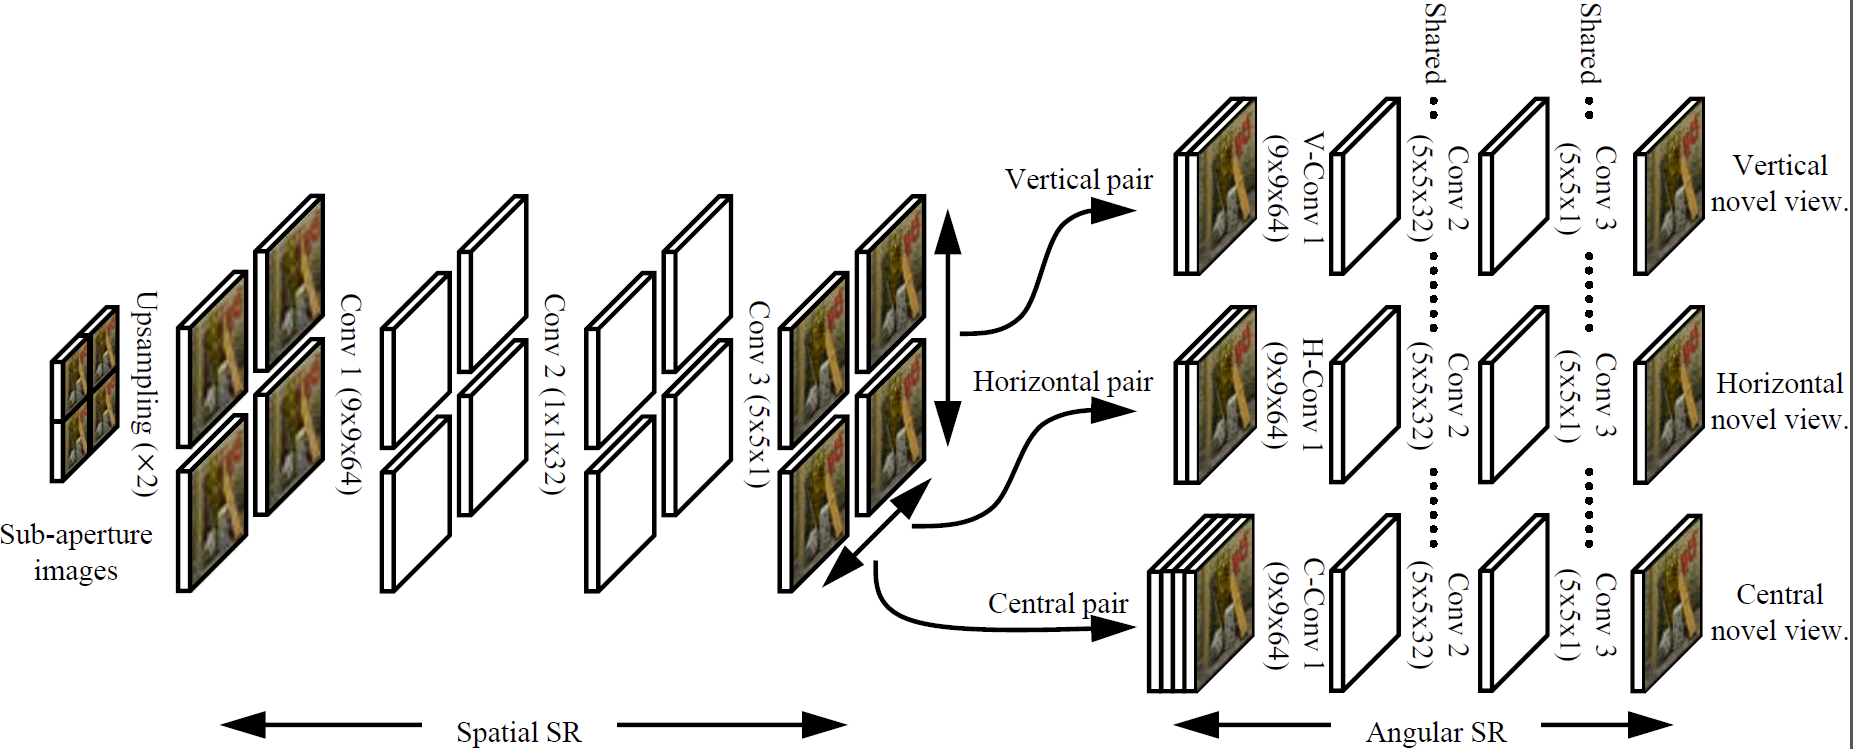 Sub-aperture
images
Upsampling (×2)
Conv 1 (9x9x64)
Conv 2 (1x1x32)
Conv 3 (5x5x1)
Spatial SR
Vertical pair
Horizontal pair
Central pair
Shared
Shared
V-Conv 1
(9x9x64)
Conv 2
(5x5x32)
Conv 3
(5x5x1)
Vertical
novel view.
H-Conv 1
(9x9x64)
Conv 2
(5x5x32)
Conv 3
(5x5x1)
Horizontal
novel view.
C-Conv 1
(9x9x64)
Conv 2
(5x5x32)
Conv 3
(5x5x1)
Central
novel view.
Angular SR